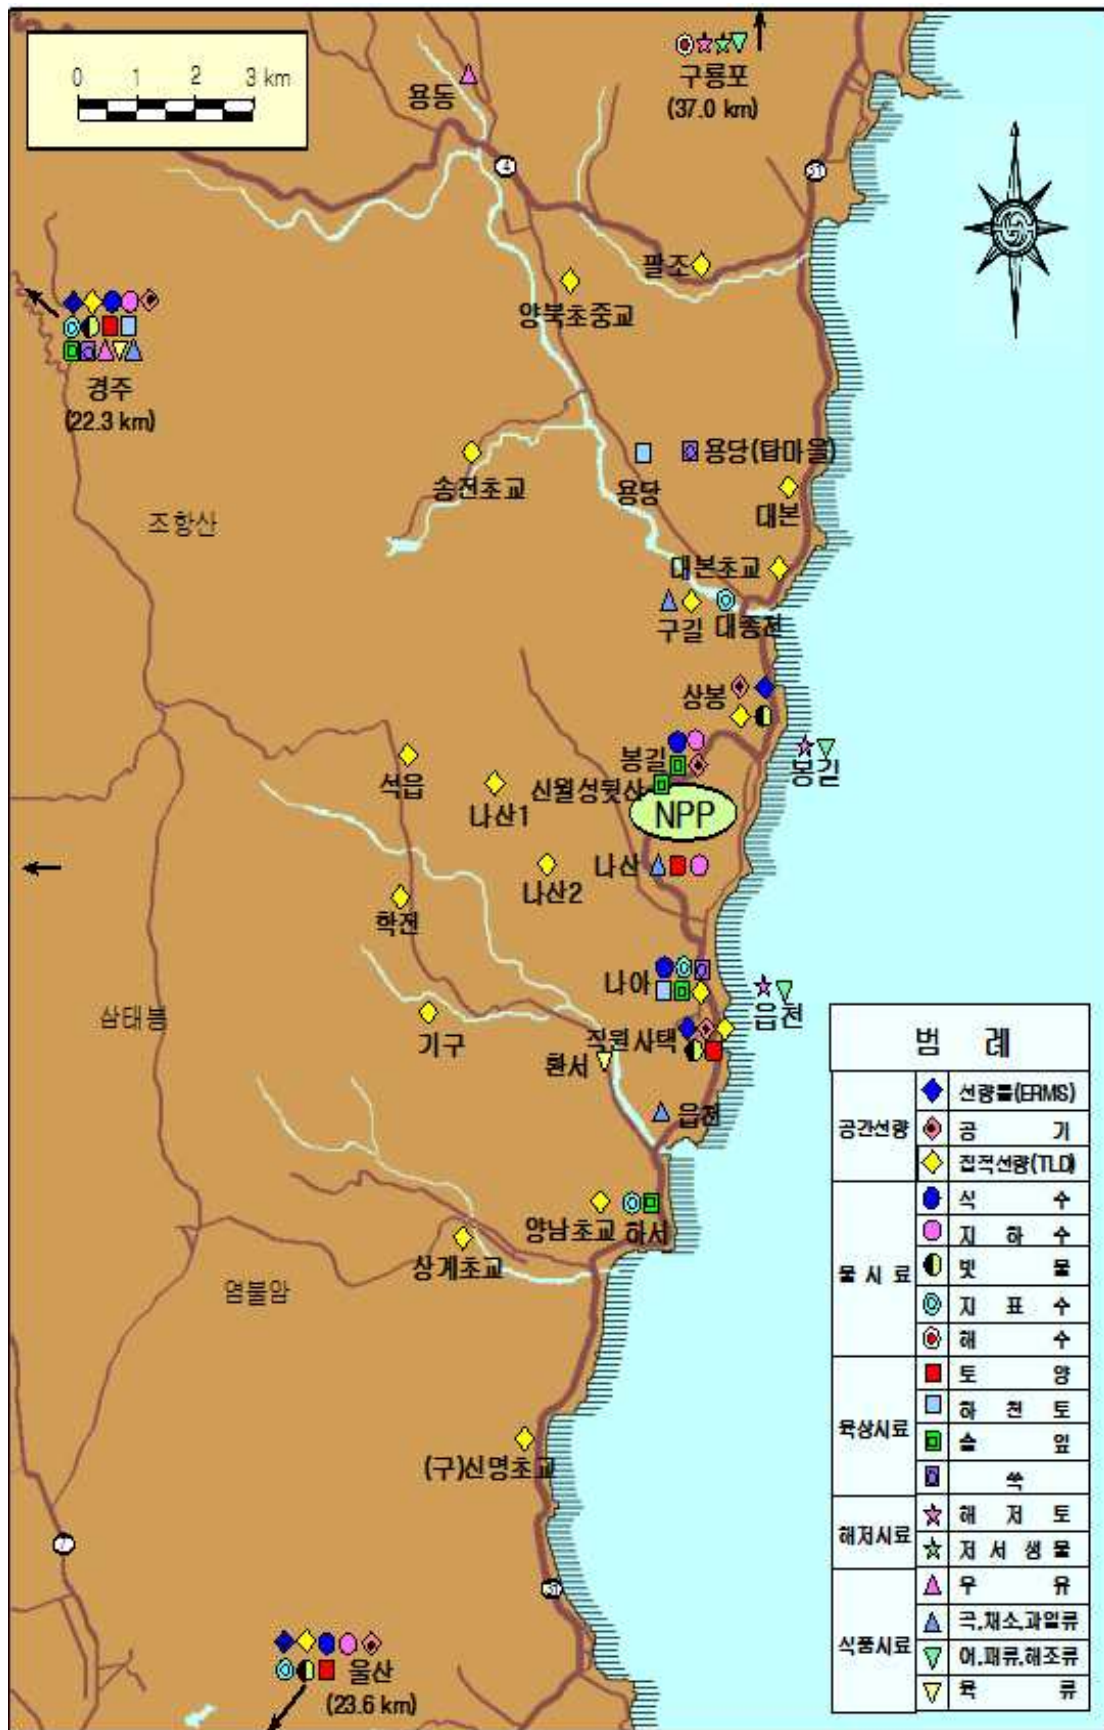 0 1 2 3 km
용동
구룡포
(37.0 km)
4
31
팔조
양북초중교
경주
(22.3 km)
송전초교
용당
용당(탑마을)
대본
조항산
대본초교
구길
대종천
상봉
봉길
봉길
신월성뒷산
NPP
석읍
나산1
나산
나산2
학전
나아
읍천
삼태봉
기구
직원사택
환서
읍천
양남초교
하서
상계초교
염불암
(구)신명초교
7
31
울산
(23.6 km)
범 례
공간선량
선량률(ERMS)
공 기
집적선량(TLD)
물 시 료
식 수
지 하 수
빗 물
지 표 수
해 수
육상시료
토 양
하 천 토
솔 잎
쑥
해저시료
해 저 토
저 서 생 물
식품시료
우 유
곡,채소,과일류
어,패류,해조류
육 류